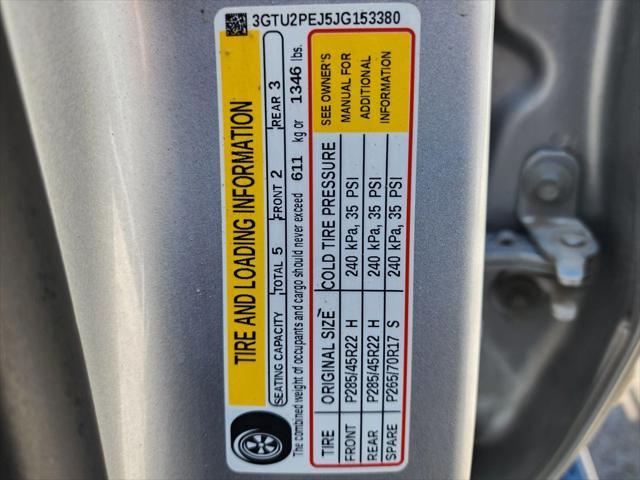 3GTU2PEJ5JG153380
TIRE AND LOADING INFORMATION
SEATING CAPACITY TOTAL 5 FRONT 2 REAR 3
The combined weight of occupants and cargo should never exceed 611 kg or 1346 lbs.
TIRE ORIGINAL SIZE COLD TIRE PRESSURE SEE OWNER'S
FRONT P285/45R22 H 240 kPa, 35 PSI MANUAL FOR
REAR P285/45R22 H 240 kPa, 35 PSI ADDITIONAL
SPARE P265/70R17 S 240 kPa, 35 PSI INFORMATION